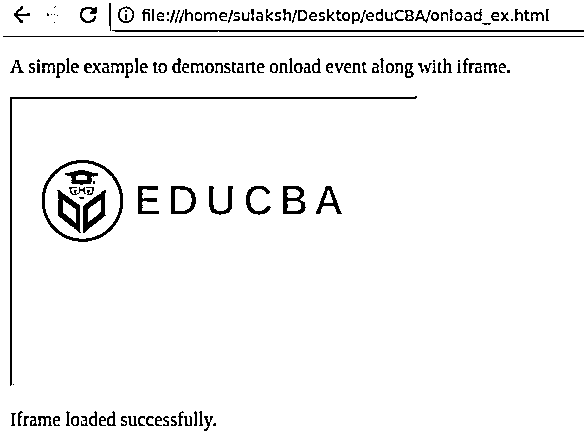 file:///home/sulaksh/Desktop/eduCBA/onload_ex.html
A simple example to demonstarte onload event along with iframe.
EDUCBA
Iframe loaded successfully.